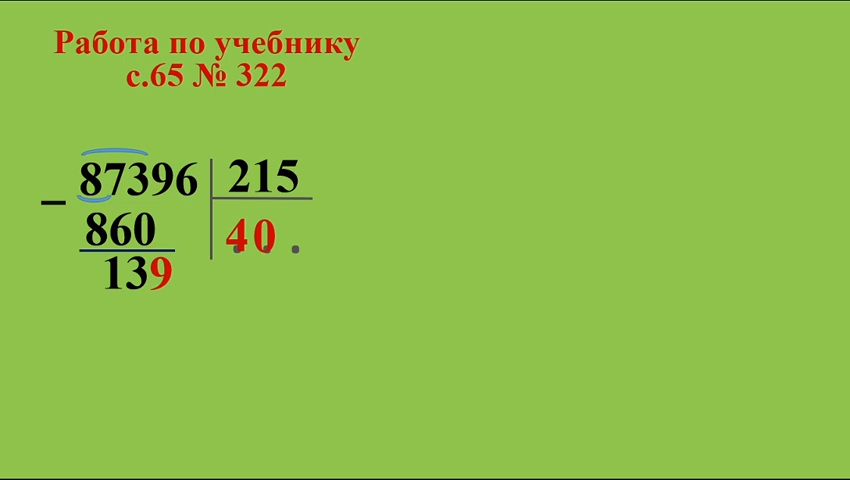 Работа по учебнику
с.65 № 322
87396 215
– 860 40.
139